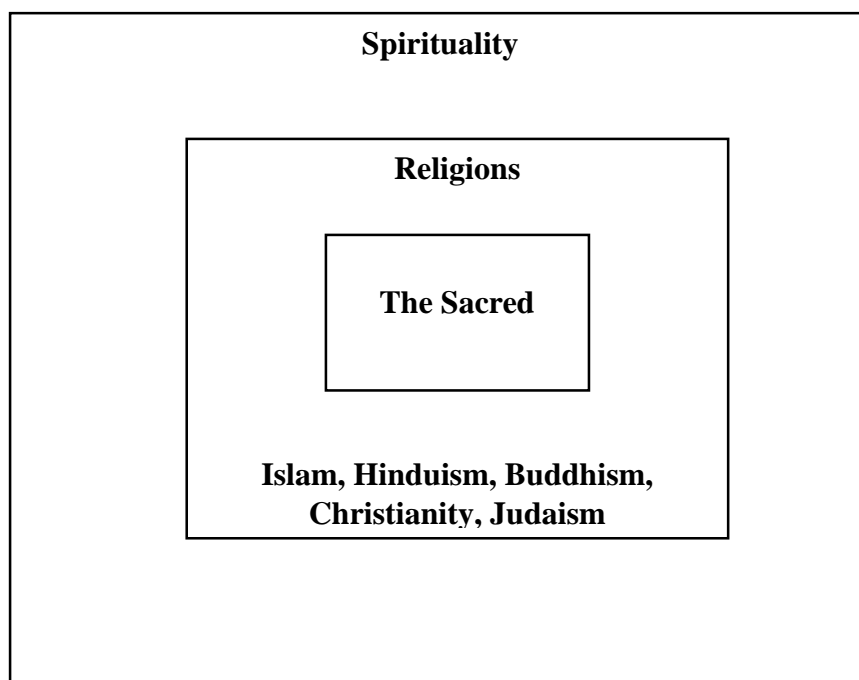 Spirituality
Religions
The Sacred
Islam, Hinduism, Buddhism,
Christianity, Judaism